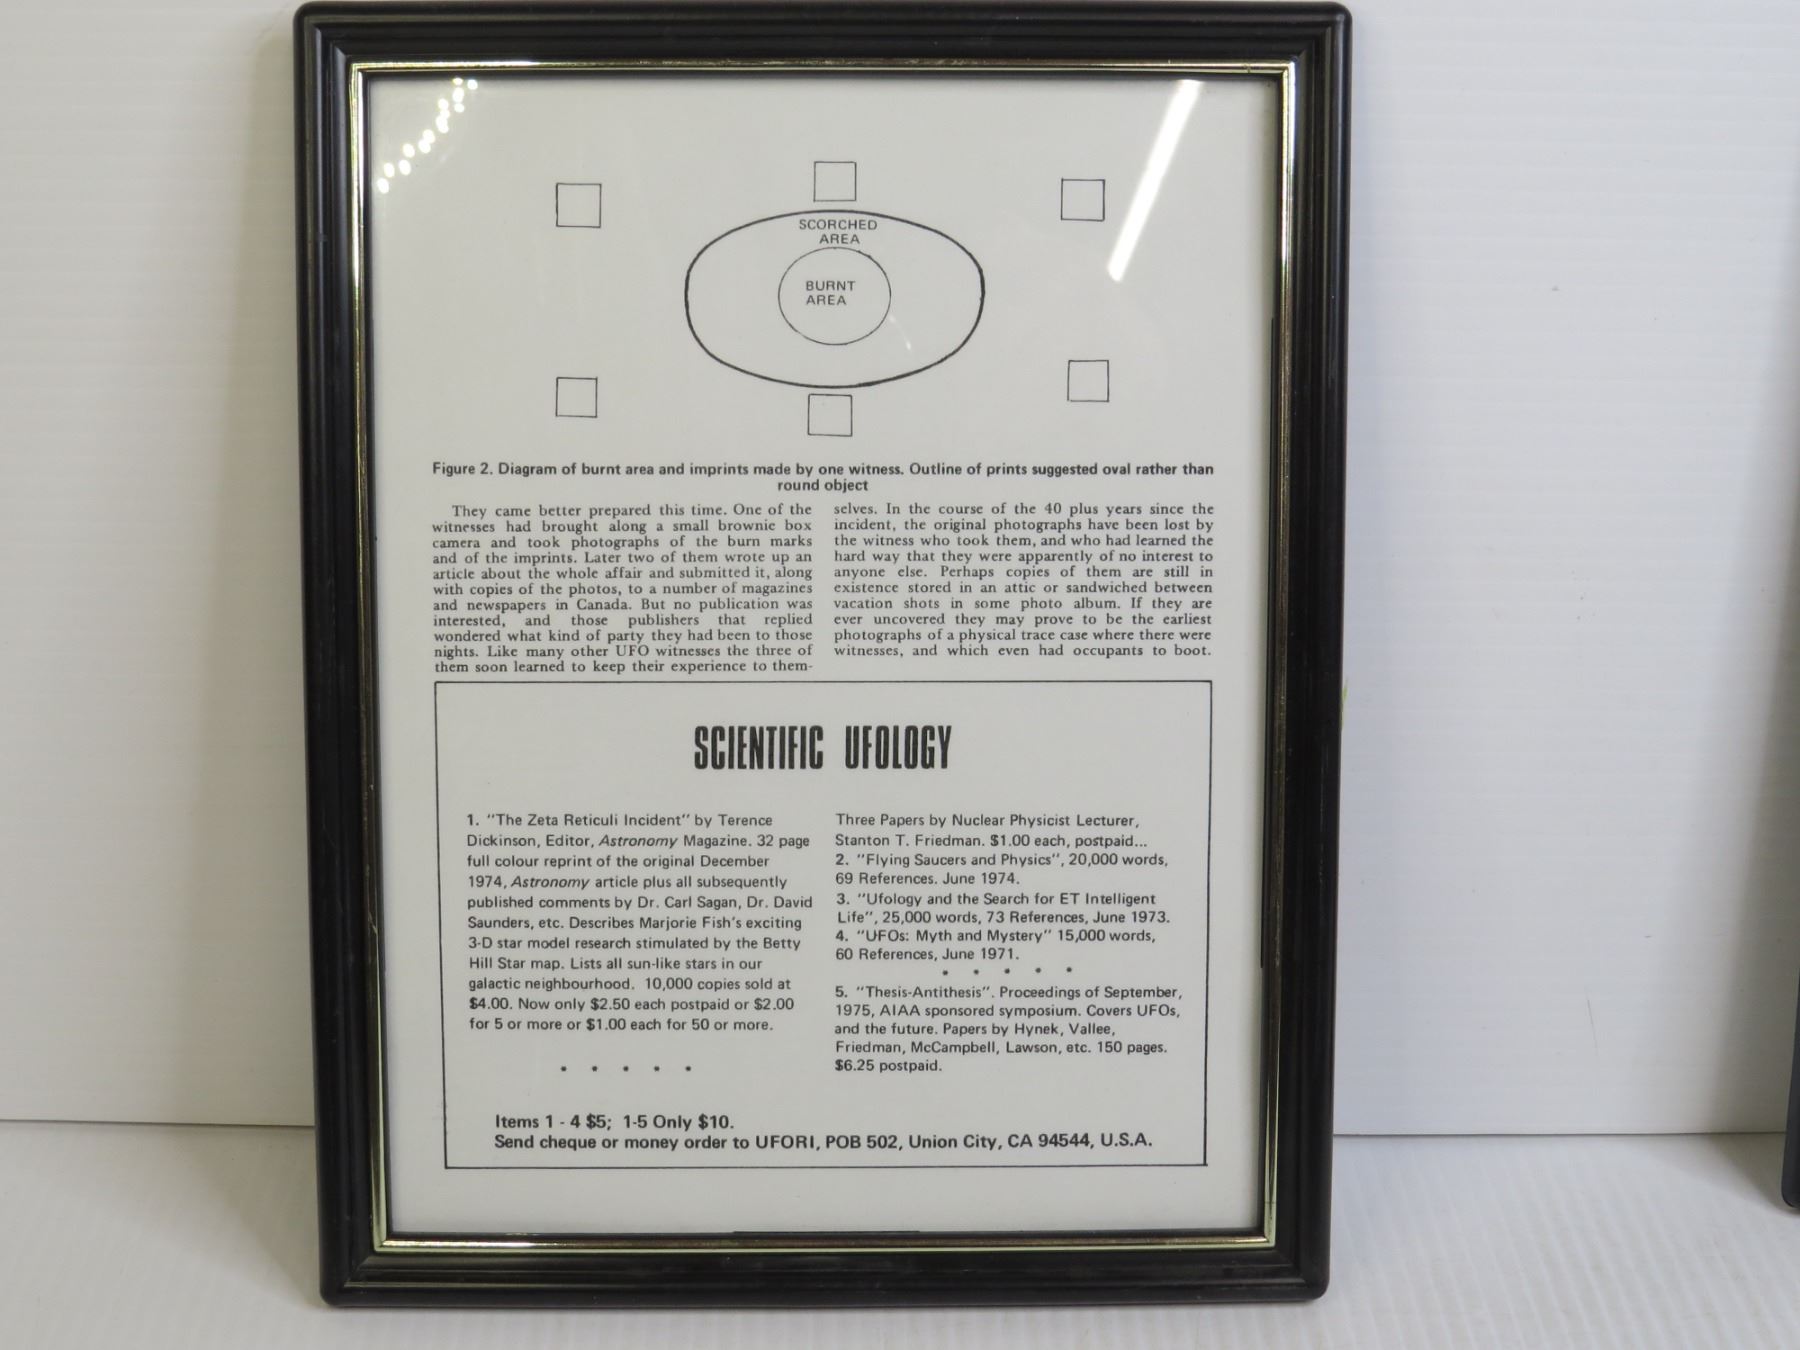 SCORCHED
AREA
BURNT
AREA
Figure 2. Diagram of burnt area and imprints made by one witness. Outline of prints suggested oval rather than
round object
They came better prepared this time. One of the
witnesses had brought along a small brownie box
camera and took photographs of the burn marks
and of the imprints. Later two of them wrote up an
article about the whole affair and submitted it, along
with copies of the photos, to a number of magazines
and newspapers in Canada. But no publication was
interested, and those publishers that replied
wondered what kind of party they had been to those
nights. Like many other UFO witnesses the three of
them soon learned to keep their experience to them-
selves. In the course of the 40 plus years since the
incident, the original photographs have been lost by
the witness who took them, and who had learned the
hard way that they were apparently of no interest to
anyone else. Perhaps copies of them are still in
existence stored in an attic or sandwiched between
vacation shots in some photo album. If they are
ever uncovered they may prove to be the earliest
photographs of a physical trace case where there were
witnesses, and which even had occupants to boot.
SCIENTIFIC UFOLOGY
1. "The Zeta Reticuli Incident" by Terence
Dickinson, Editor, Astronomy Magazine. 32 page
full colour reprint of the original December
1974, Astronomy article plus all subsequently
published comments by Dr. Carl Sagan, Dr. David
Saunders, etc. Describes Marjorie Fish's exciting
3-D star model research stimulated by the Betty
Hill Star map. Lists all sun-like stars in our
galactic neighbourhood. 10,000 copies sold at
$4.00. Now only $2.50 each postpaid or $2.00
for 5 or more or $1.00 each for 50 or more.
Three Papers by Nuclear Physicist Lecturer,
Stanton T. Friedman. $1.00 each, postpaid...
2. "Flying Saucers and Physics", 20,000 words,
69 References. June 1974.
3. "Ufology and the Search for ET Intelligent
Life", 25,000 words, 73 References, June 1973.
4. "UFOs: Myth and Mystery" 15,000 words,
60 References, June 1971.
5. "Thesis-Antithesis". Proceedings of September,
1975, AIAA sponsored symposium. Covers UFOs,
and the future. Papers by Hynek, Vallee,
Friedman, McCampbell, Lawson, etc. 150 pages.
$6.25 postpaid.
Items 1 - 4 $5; 1-5 Only $10.
Send cheque or money order to UFORI, POB 502, Union City, CA 94544, U.S.A.